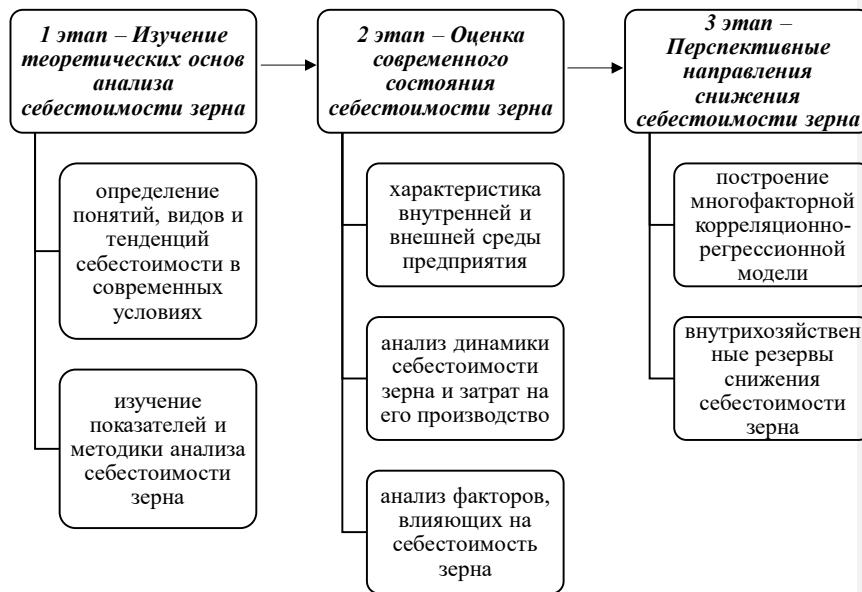 1 этап – Изучение
теоретических основ
анализа
себестоимости зерна
определение
понятий, видов и
тенденций
себестоимости в
современных
условиях
изучение
показателей и
методики анализа
себестоимости
зерна
2 этап – Оценка
современного
состояния
себестоимости зерна
характеристика
внутренней и
внешней среды
предприятия
анализ динамики
себестоимости
зерна и затрат на
его производство
анализ факторов,
влияющих на
себестоимость
зерна
3 этап –
Перспективные
направления
снижения
себестоимости зерна
построение
многофакторной
корреляционно-
регрессионной
модели
внутрихозяйствен
ные резервы
снижения
себестоимости
зерна